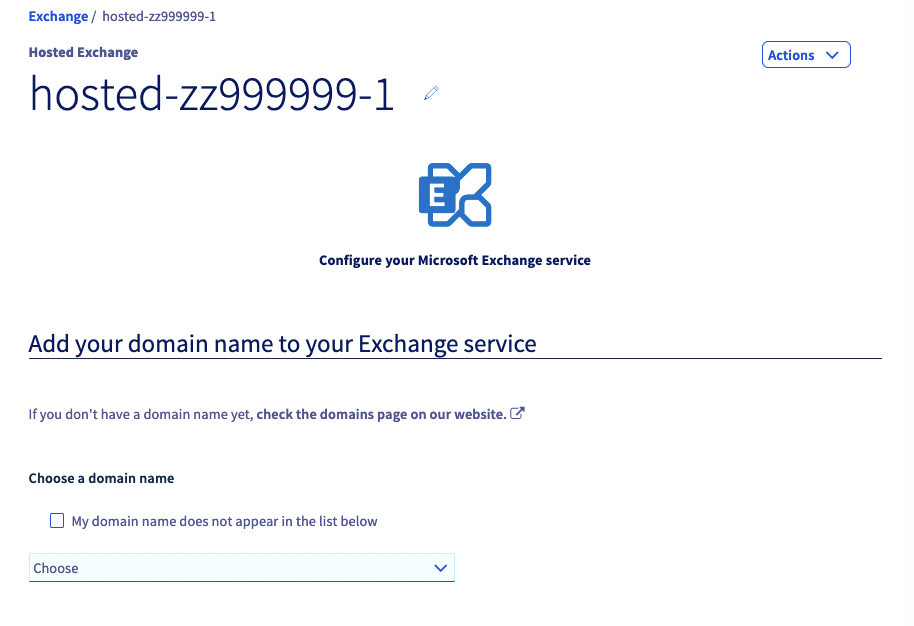 Exchange / hosted-zz999999-1
Hosted Exchange
Actions
hosted-zz999999-1
E
Configure your Microsoft Exchange service
Add your domain name to your Exchange service
If you don't have a domain name yet, check the domains page on our website.
Choose a domain name
My domain name does not appear in the list below
Choose